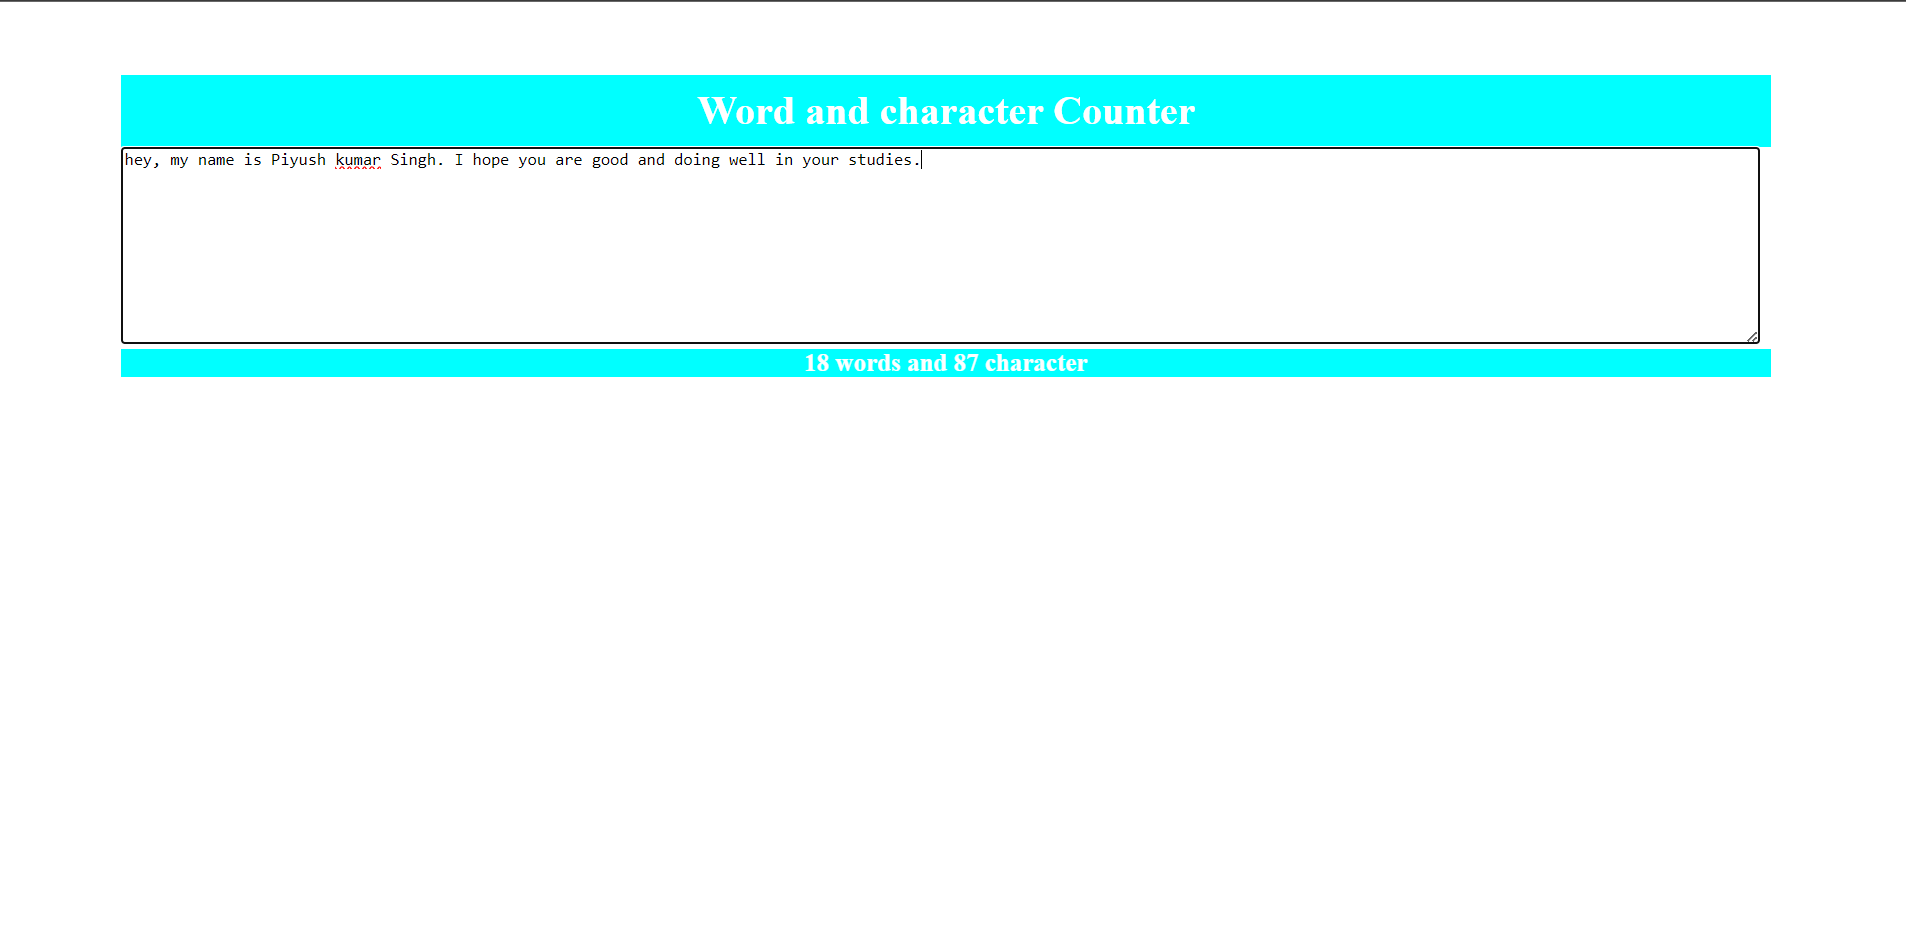 Word and character Counter
hey, my name is Piyush kumar Singh. I hope you are good and doing well in your studies.
18 words and 87 character